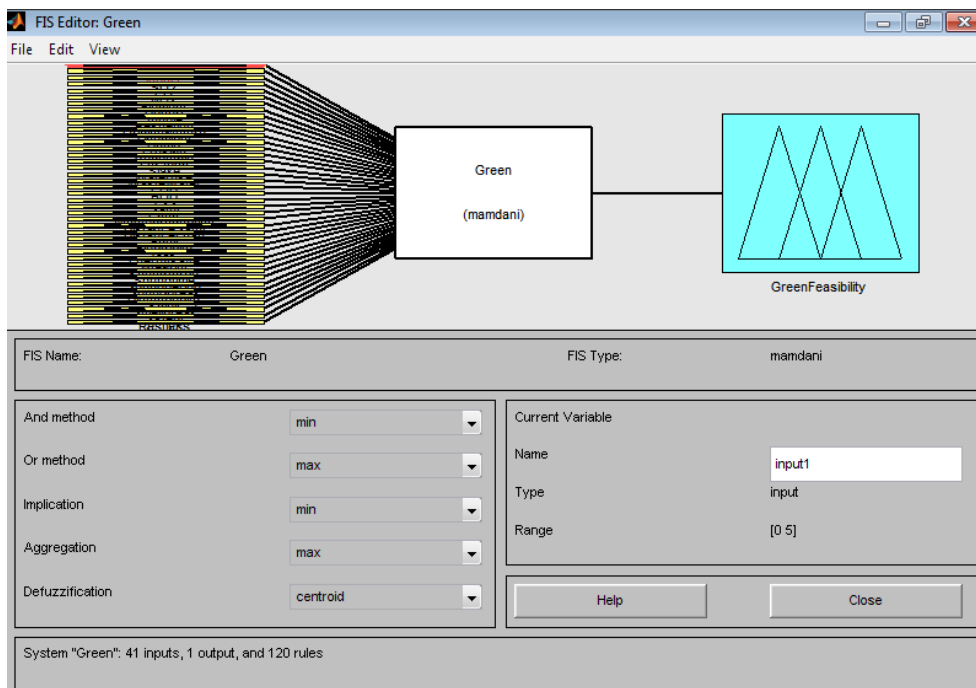 FIS Editor: Green
File Edit View
Green
(mamdani)
GreenFeasibility
FIS Name: Green FIS Type: mamdani
And method min
Or method max
Implication min
Aggregation max
Defuzzification centroid
Current Variable
Name input1
Type input
Range [0 5]
Help Close
System "Green": 41 inputs, 1 output, and 120 rules